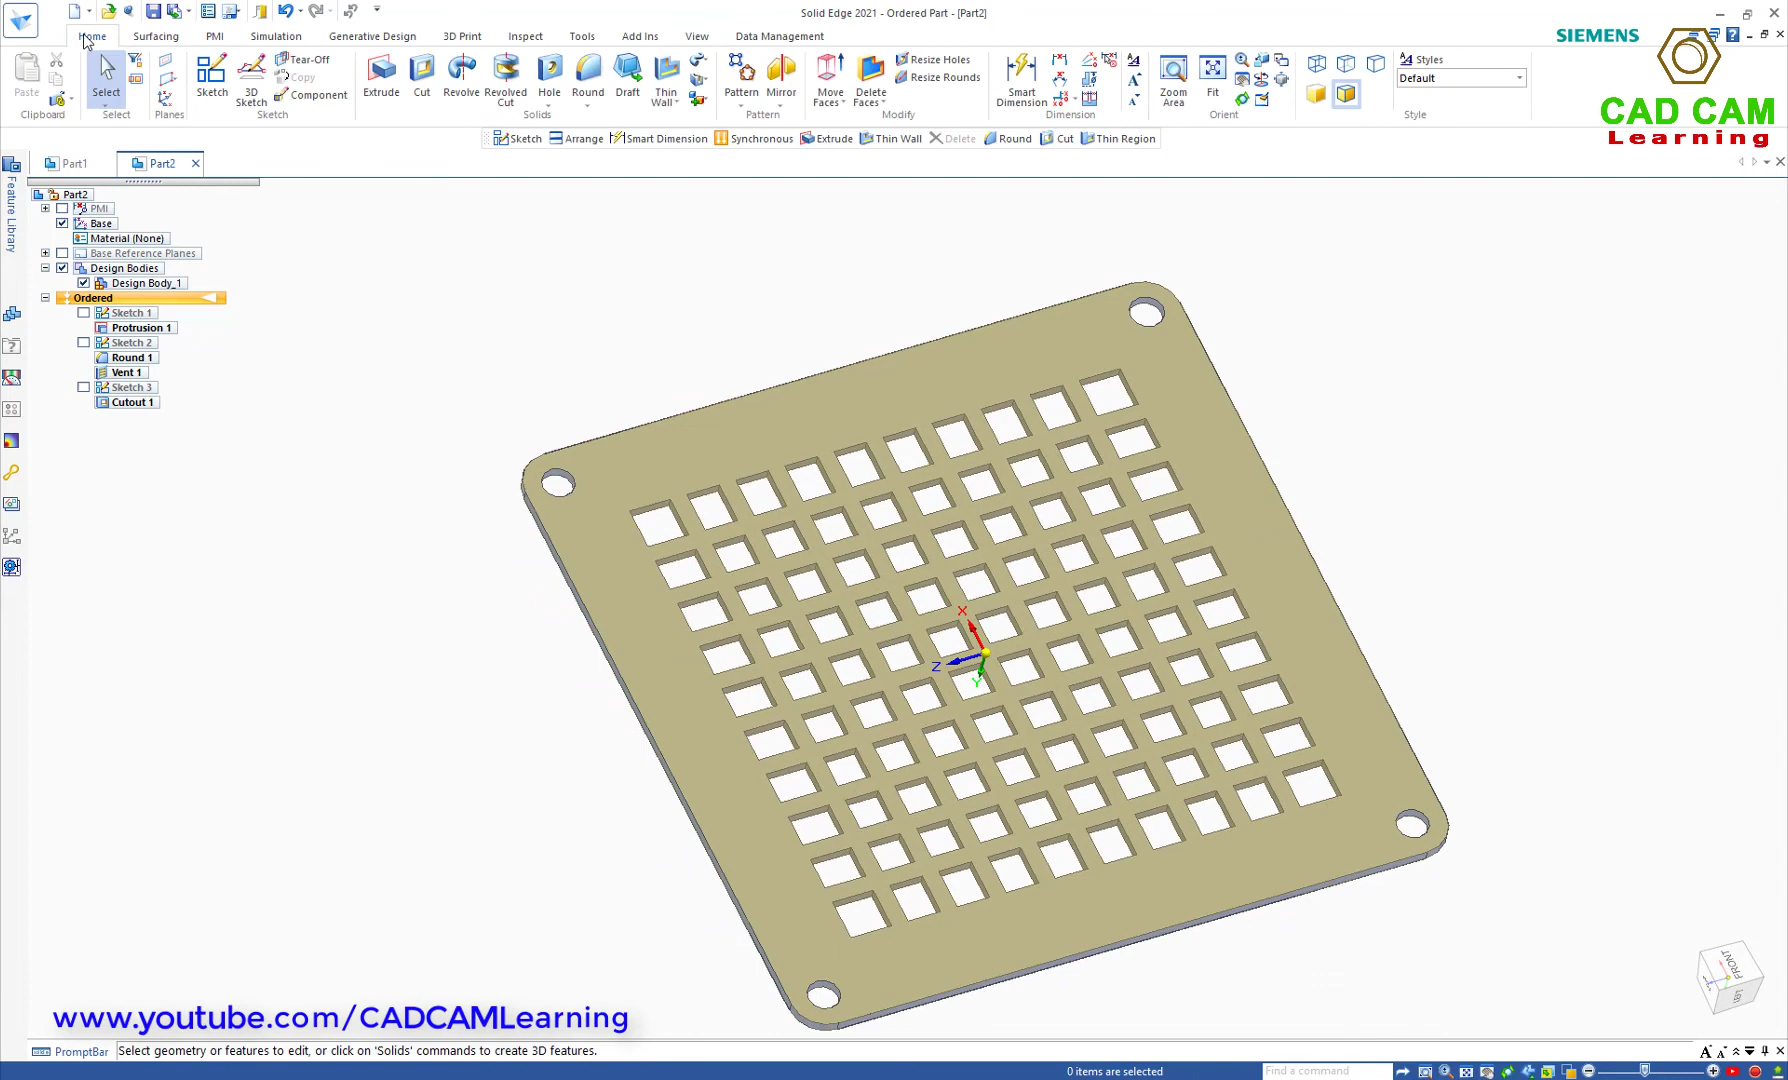 Solid Edge 2021 - Ordered Part - [Part2]
Home Surfacing PMI Simulation Generative Design 3D Print Inspect Tools Add Ins View Data Management
SIEMENS
CAD CAM
Learning
Paste
Clipboard
Select
Select
Planes
Sketch
3D Sketch
Tear-Off
Copy
Component
Sketch
Extrude Cut Revolve Revolved Cut Hole Round Draft Thin Wall
Solids
Pattern Mirror
Pattern
Move Faces Delete Faces
Resize Holes
Resize Rounds
Modify
Smart Dimension
Dimension
Zoom Area Fit
Orient
Styles
Default
Style
Sketch Arrange Smart Dimension Synchronous Extrude Thin Wall Delete Round Cut Thin Region
Part1 Part2
Feature Library
Part2
PMI
Base
Material (None)
Base Reference Planes
Design Bodies
Design Body_1
Ordered
Sketch 1
Protrusion 1
Sketch 2
Round 1
Vent 1
Sketch 3
Cutout 1
X
Z
Y
FRONT
www.youtube.com/CADCAMLearning
PromptBar Select geometry or features to edit, or click on 'Solids' commands to create 3D features.
0 items are selected
Find a command